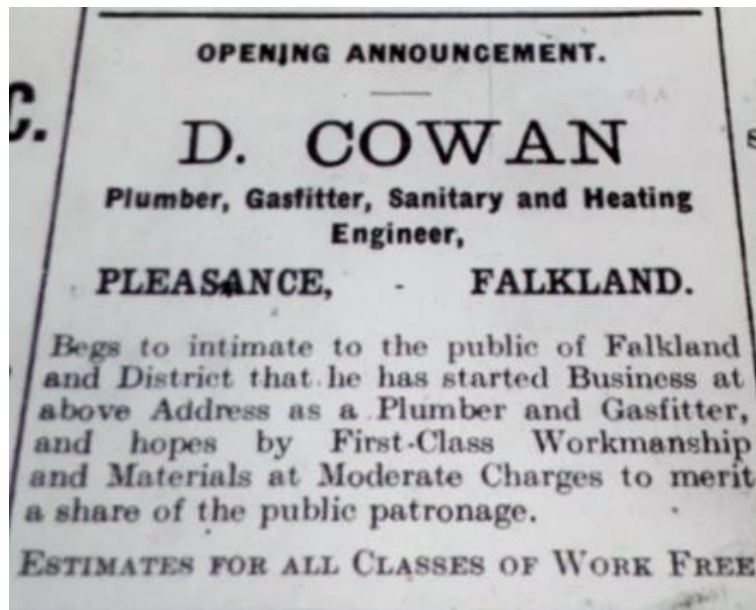 OPENING ANNOUNCEMENT.
C.
D. COWAN
Plumber, Gasfitter, Sanitary and Heating
Engineer,
PLEASANCE, - FALKLAND.
Begs to intimate to the public of Falkland
and District that he has started Business at
above Address as a Plumber and Gasfitter,
and hopes by First-Class Workmanship
and Materials at Moderate Charges to merit
a share of the public patronage.
ESTIMATES FOR ALL CLASSES OF WORK FREE